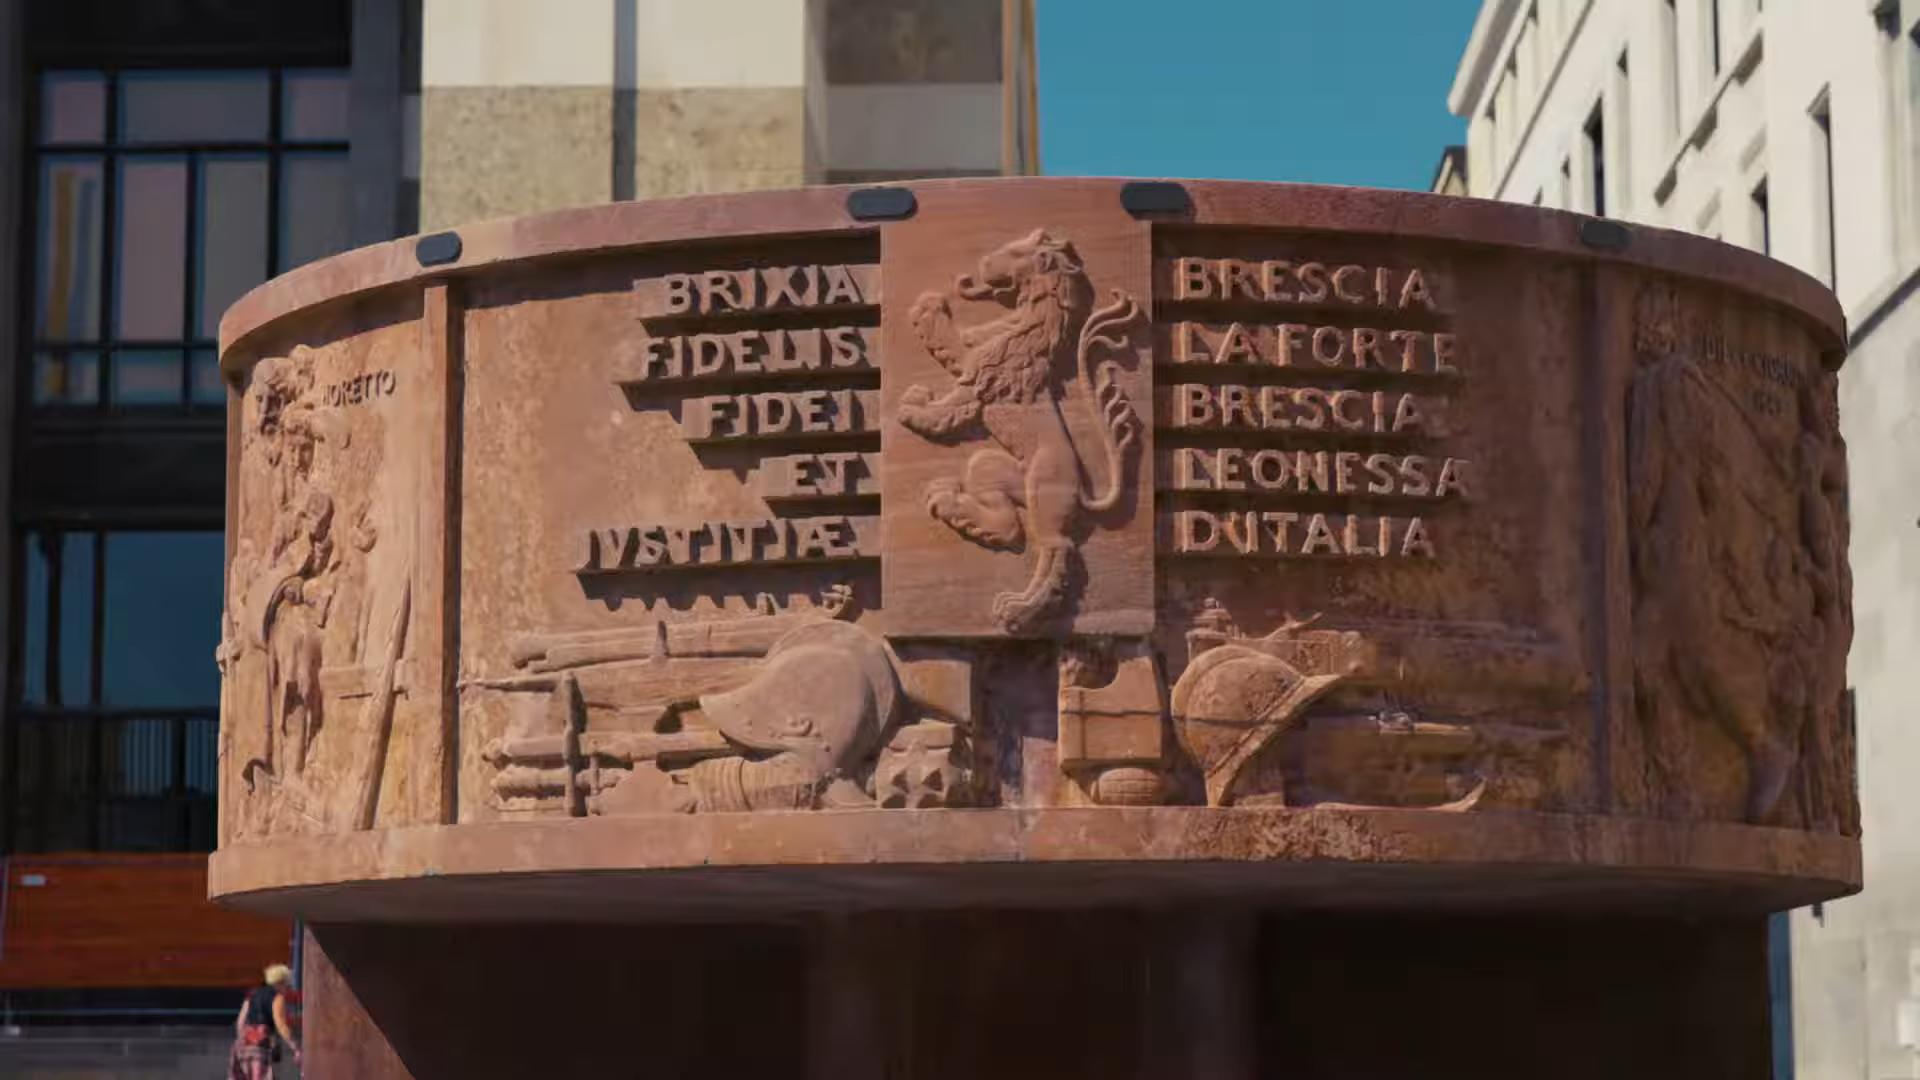 MORETTO
BRIXIA
FIDELIS
FIDEI
ET
IVSTITIÆ
BRESCIA
LA FORTE
BRESCIA
LEONESSA
D'ITALIA